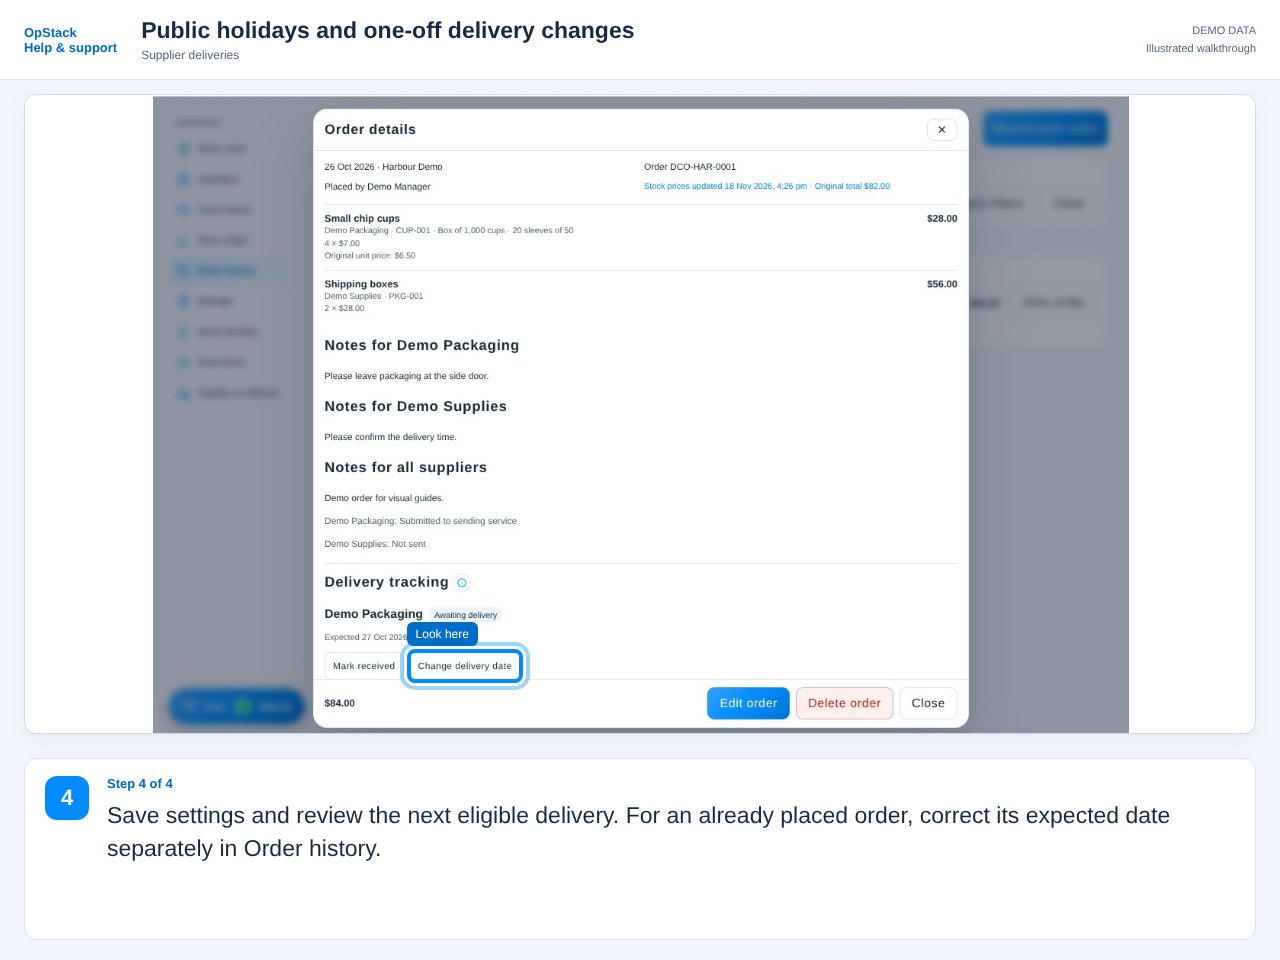 OpStack
Help & support
Public holidays and one-off delivery changes
Supplier deliveries
DEMO DATA
Illustrated walkthrough
Order details
26 Oct 2026 · Harbour Demo
Order DCO-HAR-0001
Placed by Demo Manager
Stock prices updated 18 Nov 2026, 4:26 pm · Original total $82.00
Small chip cups
$28.00
Demo Packaging · CUP-001 · Box of 1,000 cups · 20 sleeves of 50
4 × $7.00
Original unit price: $6.50
Shipping boxes
$56.00
Demo Supplies · PKG-001
2 × $28.00
Notes for Demo Packaging
Please leave packaging at the side door.
Notes for Demo Supplies
Please confirm the delivery time.
Notes for all suppliers
Demo order for visual guides.
Demo Packaging: Submitted to sending service
Demo Supplies: Not sent
Delivery tracking
Demo Packaging Awaiting delivery
Expected 27 Oct 2026
Look here
Mark received
Change delivery date
$84.00
Edit order
Delete order
Close
Clear
View order
4
Step 4 of 4
Save settings and review the next eligible delivery. For an already placed order, correct its expected date
separately in Order history.